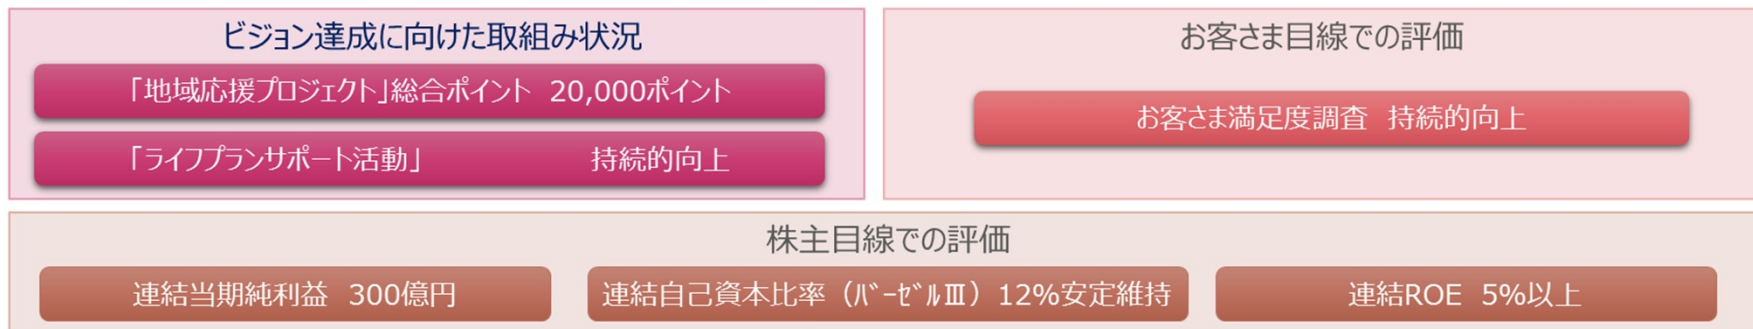 ビジョン達成に向けた取組み状況
「地域応援プロジェクト」総合ポイント 20,000ポイント
「ライフプランサポート活動」 持続的向上
お客さま目線での評価
お客さま満足度調査 持続的向上
株主目線での評価
連結当期純利益 300億円
連結自己資本比率（ﾊﾞｰｾﾞﾙⅢ）12%安定維持
連結ROE 5%以上